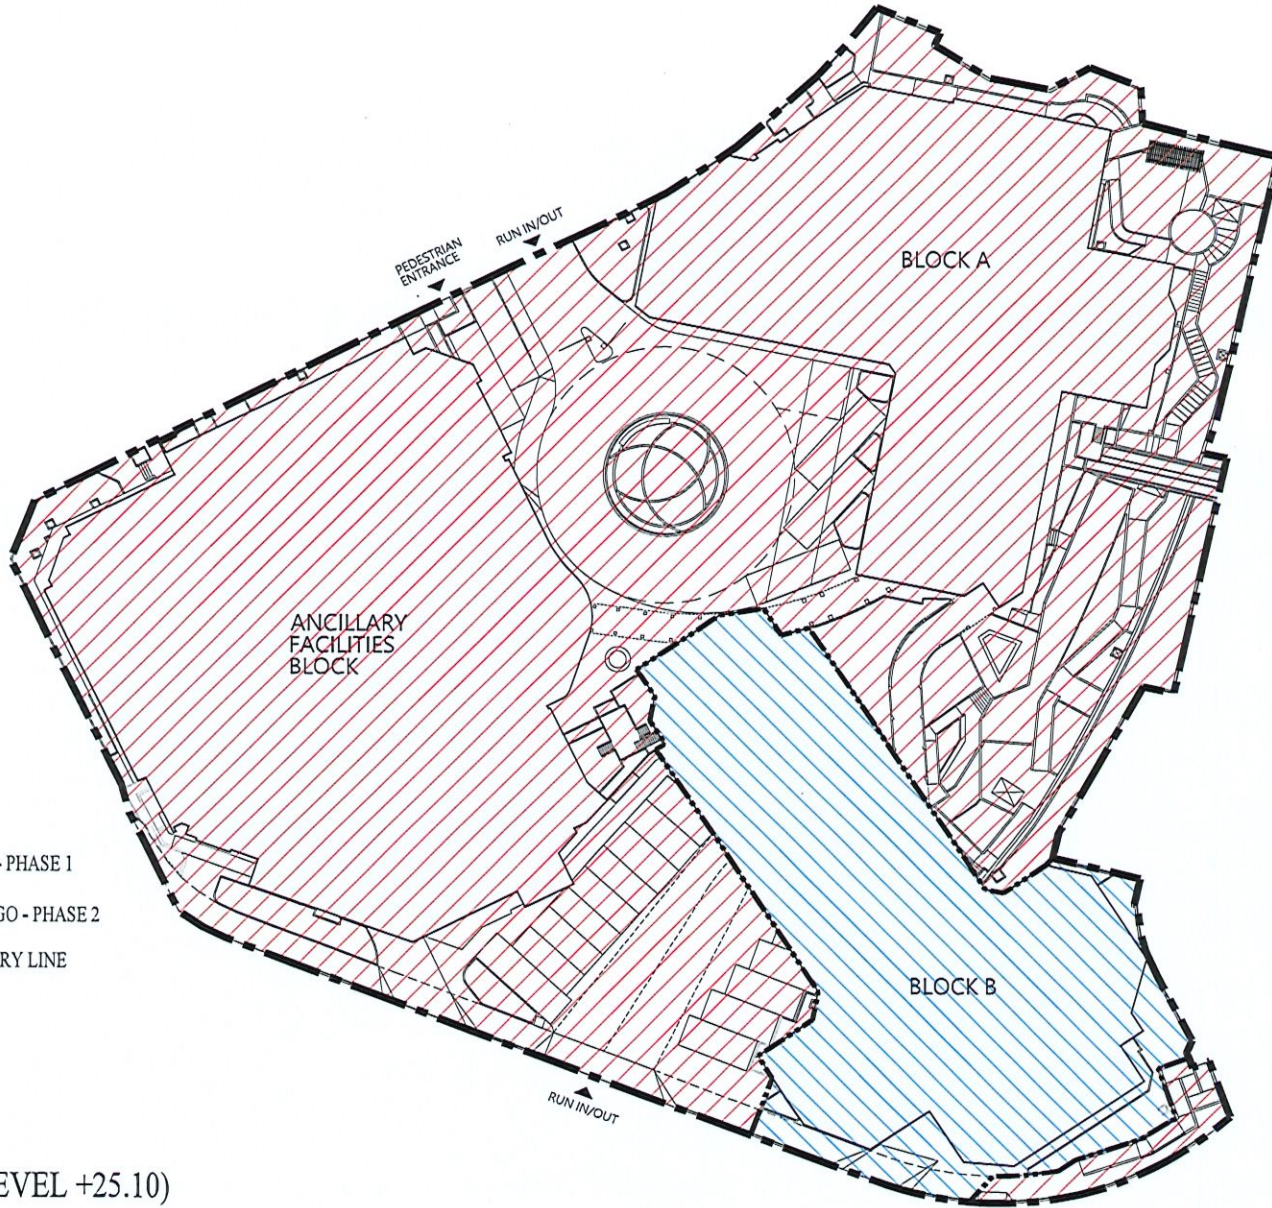 RUN IN/OUT
PEDESTRIAN
ENTRANCE
BLOCK A
ANCILLARY
FACILITIES
BLOCK
- PHASE 1
GO - PHASE 2
RY LINE
BLOCK B
RUN IN/OUT
EVEL +25.10)